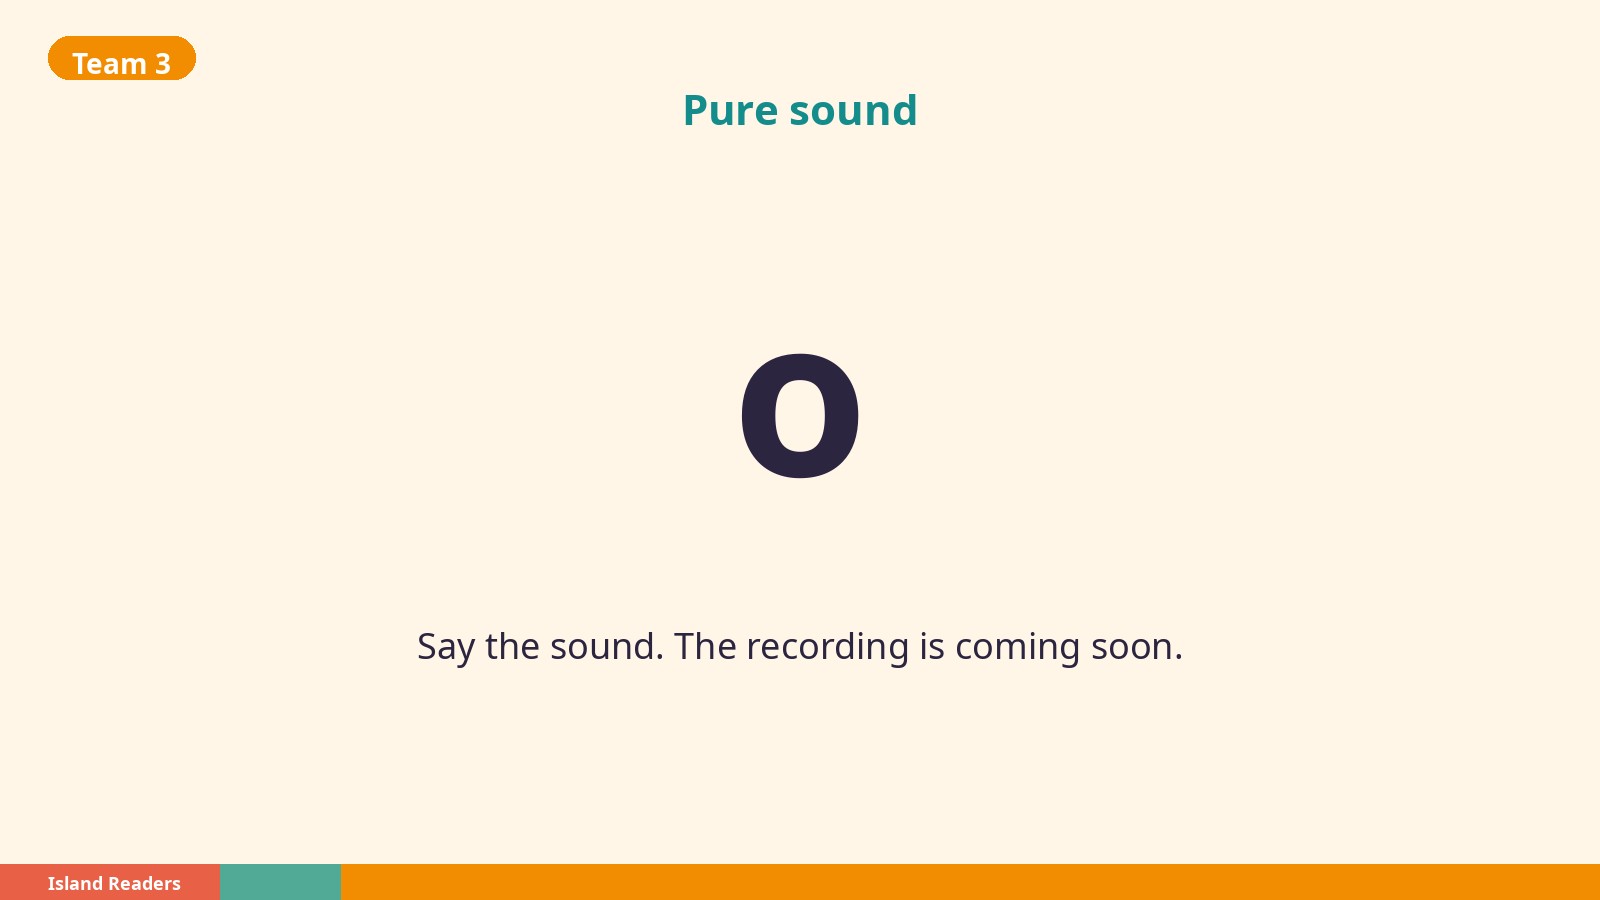 Team 3
Pure sound
o
Say the sound. The recording is coming soon.
Island Readers